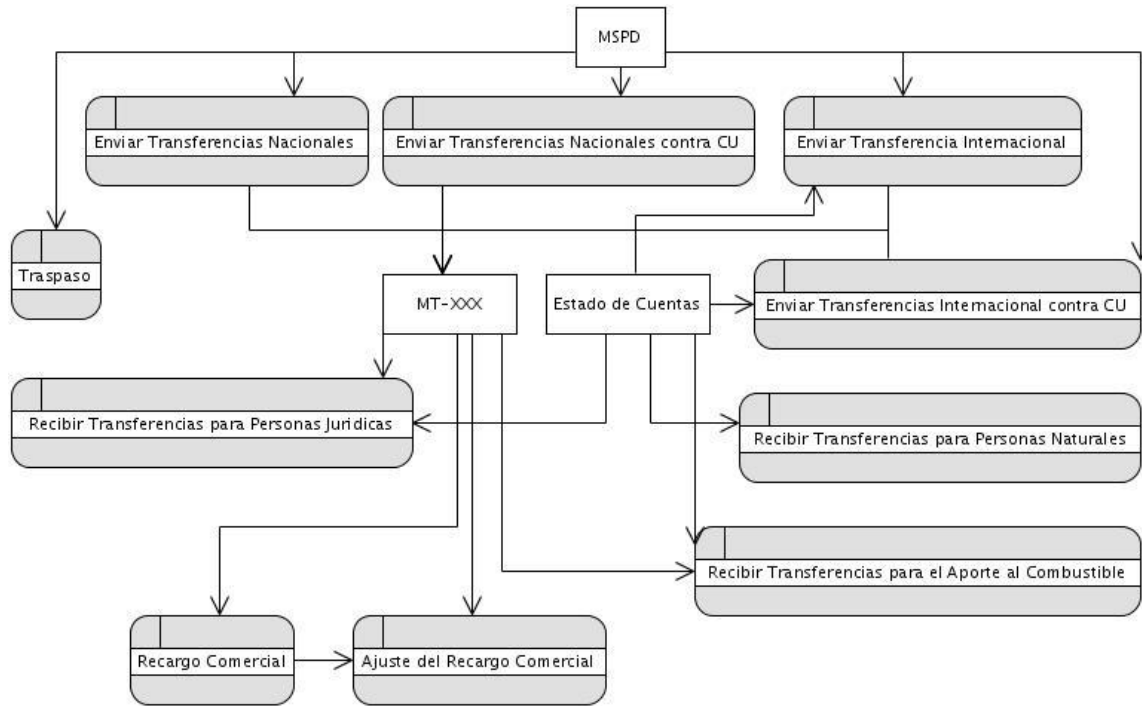 MSPD
Enviar Transferencias Nacionales
Enviar Transferencias Nacionales contra CU
Enviar Transferencia Internacional
Traspaso
MT-XXX
Estado de Cuentas
Enviar Transferencias Internacional contra CU
Recibir Transferencias para Personas Juridicas
Recibir Transferencias para Personas Naturales
Recibir Transferencias para el Aporte al Combustible
Recargo Comercial
Ajuste del Recargo Comercial